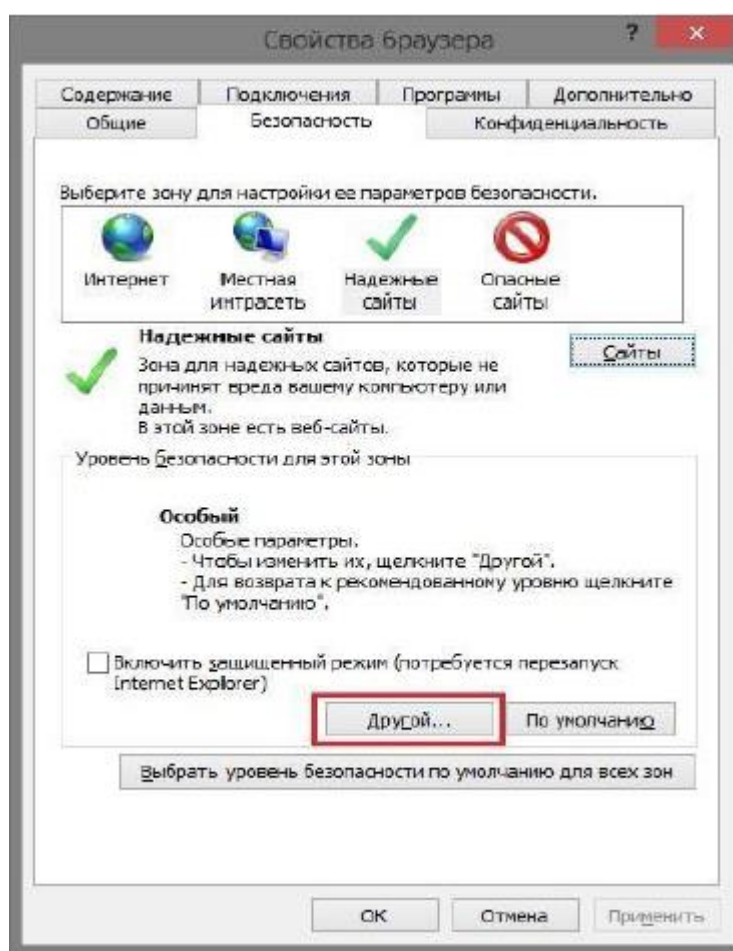 Свойства браузера
?
Содержание Подключения Программы Дополнительно
Общие Безопасность Конфиденциальность
Выберите зону для настройки ее параметров безопасности.
Интернет Местная Надежные Опасные
интрасеть сайты сайты
Надежные сайты
Сайты
Зона для надежных сайтов, которые не
причинят вреда вашему компьютеру или
данным.
В этой зоне есть веб-сайты.
Уровень безопасности для этой зоны
Особый
Особые параметры.
- Чтобы изменить их, щелкните "Другой".
- Для возврата к рекомендованному уровню щелкните
"По умолчанию".
Включить защищенный режим (потребуется перезапуск
Internet Explorer)
Другой... По умолчанию
Выбрать уровень безопасности по умолчанию для всех зон
OK Отмена Применить